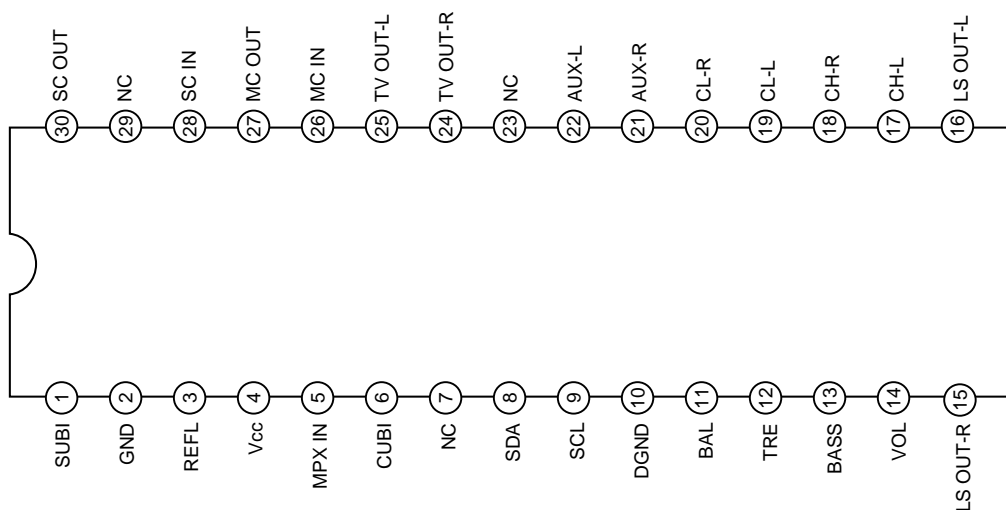 30 SC OUT
29 NC
28 SC IN
27 MC OUT
26 MC IN
25 TV OUT-L
24 TV OUT-R
23 NC
22 AUX-L
21 AUX-R
20 CL-R
19 CL-L
18 CH-R
17 CH-L
16 LS OUT-L
SUBI 1
GND 2
REFL 3
Vcc 4
MPX IN 5
CUBI 6
NC 7
SDA 8
SCL 9
DGND 10
BAL 11
TRE 12
BASS 13
VOL 14
LS OUT-R 15